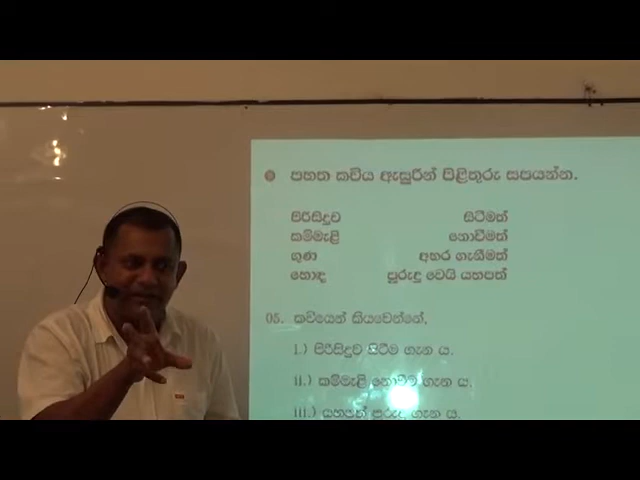 පහත කවිය ඇසුරින් පිළිතුරු සපයන්න.
පිරිසිදුව සිටීමත්
කම්මැළි නොවීමත්
ගුණ අහර ගැනීමත්
හොඳ පුරුදු වෙයි යහපත්
05. කවියෙන් කියවෙන්නේ,
i.) පිරිසිදුව සිටීම ගැන ය.
ii.) කම්මැළි නොවීම ගැන ය.
iii.) යහපත් පුරුදු ගැන ය.